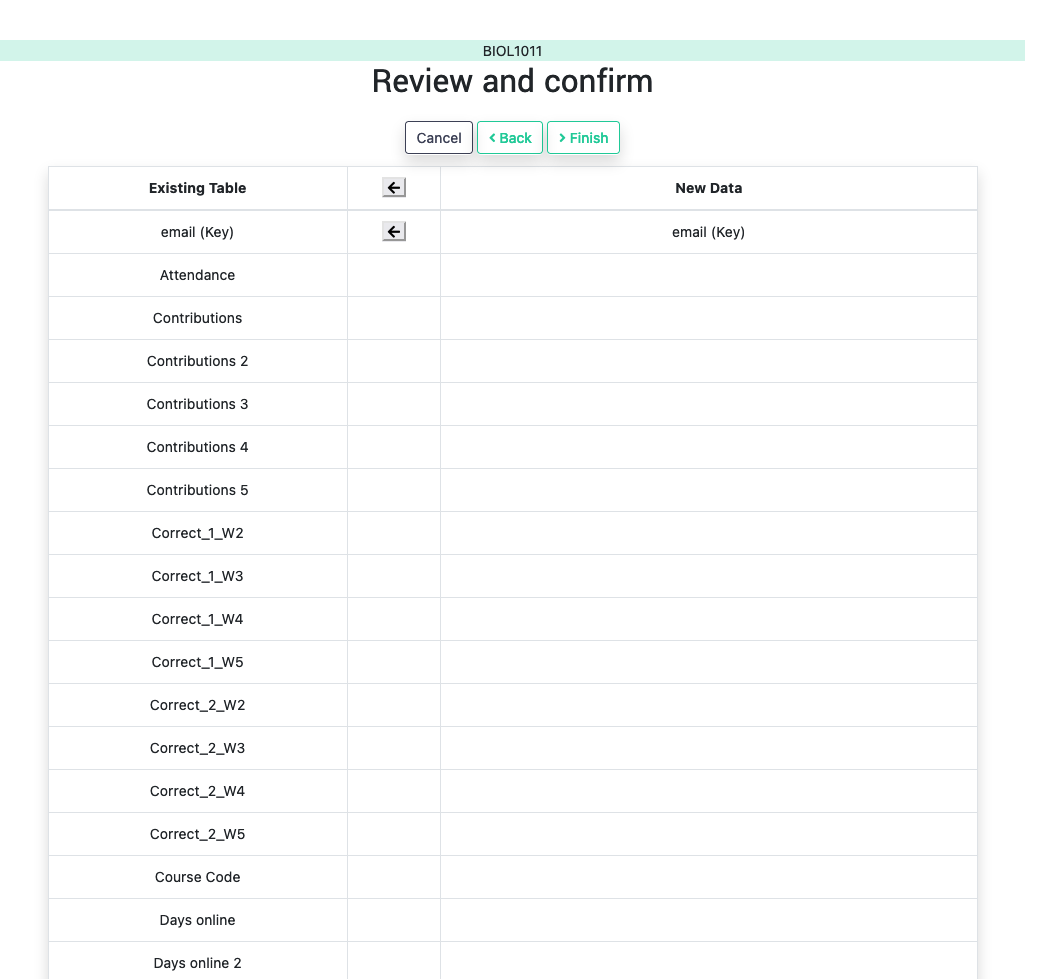 BIOL1011
Review and confirm
Cancel
Back
Finish
Existing Table New Data
email (Key) email (Key)
Attendance
Contributions
Contributions 2
Contributions 3
Contributions 4
Contributions 5
Correct_1_W2
Correct_1_W3
Correct_1_W4
Correct_1_W5
Correct_2_W2
Correct_2_W3
Correct_2_W4
Correct_2_W5
Course Code
Days online
Days online 2